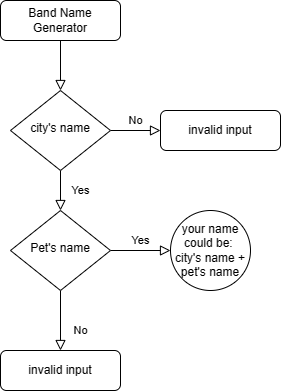 Band Name
Generator
city's name
No
invalid input
Yes
Pet's name
Yes
your name
could be:
city's name +
pet's name
No
invalid input